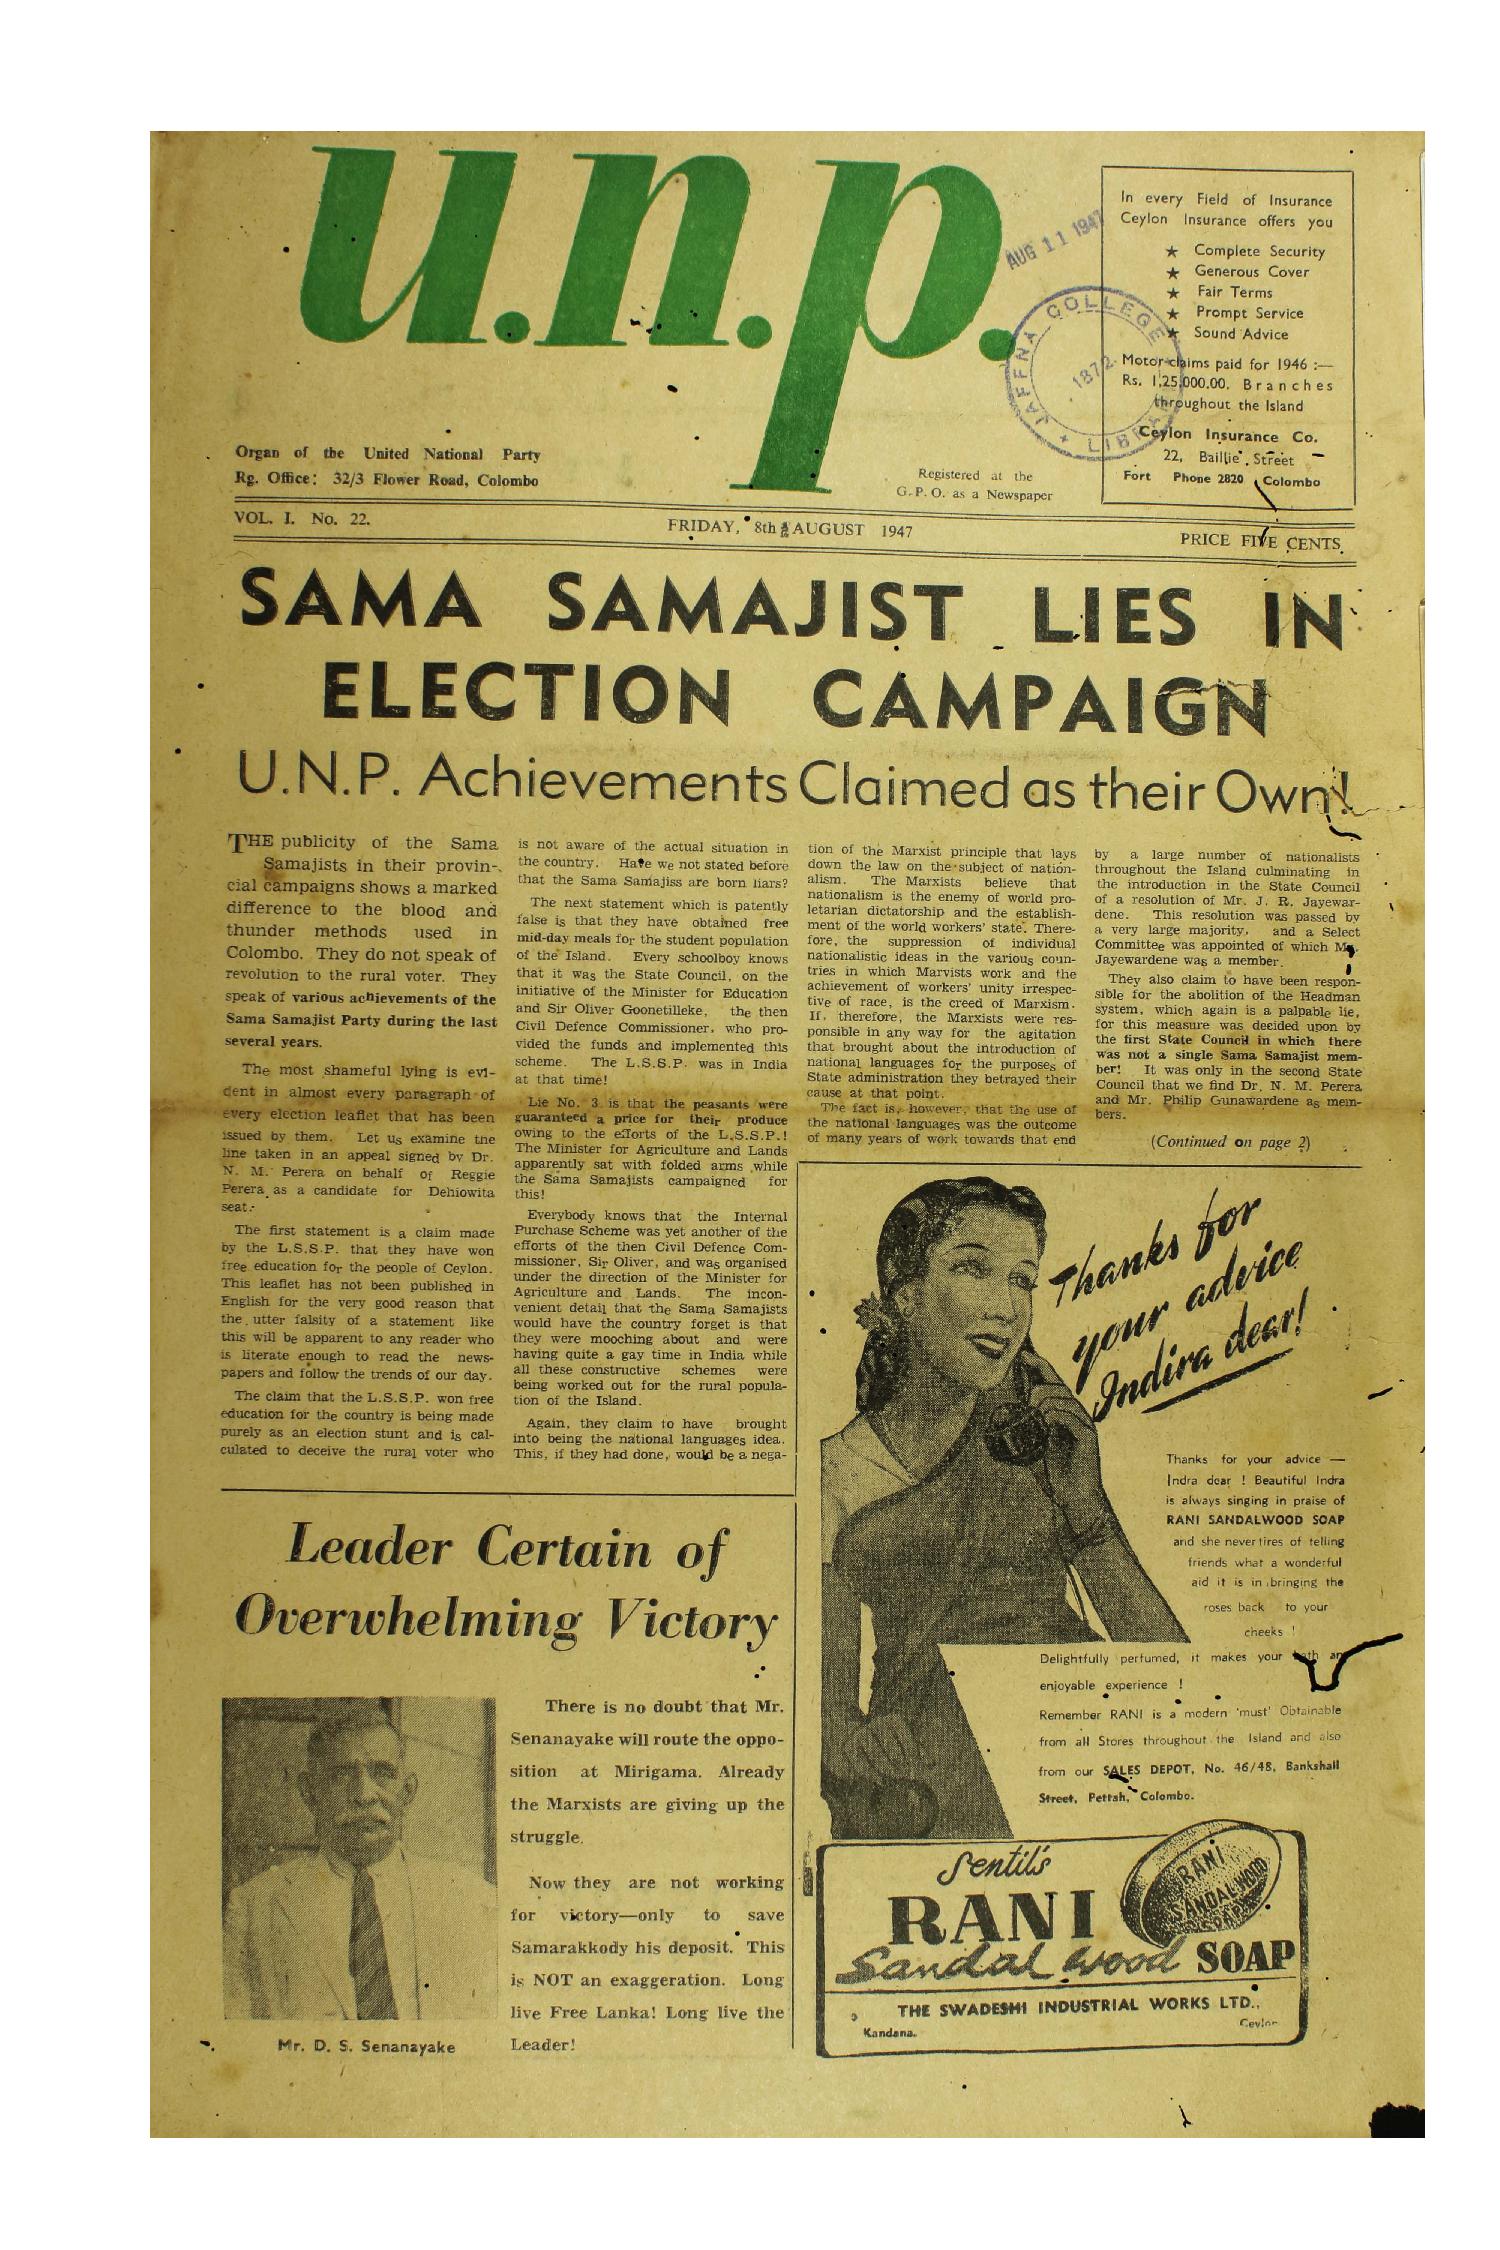 u.n.p.
AUG 11 1947
JAFFNA COLLEGE
1872
LIBRARY
In every Field of Insurance
Ceylon Insurance offers you
★ Complete Security
★ Generous Cover
★ Fair Terms
★ Prompt Service
★ Sound Advice
Motor claims paid for 1946 :—
Rs. 1,25,000.00. Branches
throughout the Island
Ceylon Insurance Co.
22, Baillie Street
Fort Phone 2820 Colombo
Organ of the United National Party
Rg. Office: 32/3 Flower Road, Colombo
Registered at the
G.P.O. as a Newspaper
VOL. I. No. 22.
FRIDAY, 8th AUGUST 1947
PRICE FIVE CENTS
SAMA SAMAJIST LIES IN
ELECTION CAMPAIGN
U.N.P. Achievements Claimed as their Own!
THE publicity of the Sama
Samajists in their provin-
cial campaigns shows a marked
difference to the blood and
thunder methods used in
Colombo. They do not speak of
revolution to the rural voter. They
speak of various achievements of the
Sama Samajist Party during the last
several years.
The most shameful lying is evi-
dent in almost every paragraph of
every election leaflet that has been
issued by them. Let us examine the
line taken in an appeal signed by Dr.
N. M. Perera on behalf of Reggie
Perera as a candidate for Dehiowita
seat.
The first statement is a claim made
by the L.S.S.P. that they have won
free education for the people of Ceylon.
This leaflet has not been published in
English for the very good reason that
the utter falsity of a statement like
this will be apparent to any reader who
is literate enough to read the news-
papers and follow the trends of our day.
The claim that the L.S.S.P. won free
education for the country is being made
purely as an election stunt and is cal-
culated to deceive the rural voter who
is not aware of the actual situation in
the country. Have we not stated before
that the Sama Samajiss are born liars?
The next statement which is patently
false is that they have obtained free
mid-day meals for the student population
of the Island. Every schoolboy knows
that it was the State Council, on the
initiative of the Minister for Education
and Sir Oliver Goonetilleke, the then
Civil Defence Commissioner, who pro-
vided the funds and implemented this
scheme. The L.S.S.P. was in India
at that time!
Lie No. 3 is that the peasants were
guaranteed a price for their produce
owing to the efforts of the L.S.S.P.!
The Minister for Agriculture and Lands
apparently sat with folded arms while
the Sama Samajists campaigned for
this!
Everybody knows that the Internal
Purchase Scheme was yet another of the
efforts of the then Civil Defence Com-
missioner, Sir Oliver, and was organised
under the direction of the Minister for
Agriculture and Lands. The incon-
venient detail that the Sama Samajists
would have the country forget is that
they were mooching about and were
having quite a gay time in India while
all these constructive schemes were
being worked out for the rural popula-
tion of the Island.
Again, they claim to have brought
into being the national languages idea.
This, if they had done, would be a nega-
tion of the Marxist principle that lays
down the law on the subject of nation-
alism. The Marxists believe that
nationalism is the enemy of world pro-
letarian dictatorship and the establish-
ment of the world workers' state. There-
fore, the suppression of individual
nationalistic ideas in the various coun-
tries in which Marvists work and the
achievement of workers' unity irrespec-
tive of race, is the creed of Marxism.
If, therefore, the Marxists were res-
ponsible in any way for the agitation
that brought about the introduction of
national languages for the purposes of
State administration they betrayed their
cause at that point.
The fact is, however, that the use of
the national languages was the outcome
of many years of work towards that end
by a large number of nationalists
throughout the Island culminating in
the introduction in the State Council
of a resolution of Mr. J. R. Jayewar-
dene. This resolution was passed by
a very large majority, and a Select
Committee was appointed of which Mr.
Jayewardene was a member.
They also claim to have been respon-
sible for the abolition of the Headman
system, which again is a palpable lie,
for this measure was decided upon by
the first State Council in which there
was not a single Sama Samajist mem-
ber! It was only in the second State
Council that we find Dr. N. M. Perera
and Mr. Philip Gunawardene as mem-
bers.
(Continued on page 2)
Leader Certain of
Overwhelming Victory
There is no doubt that Mr.
Senanayake will route the oppo-
sition at Mirigama. Already
the Marxists are giving up the
struggle.
Now they are not working
for victory—only to save
Samarakkody his deposit. This
is NOT an exaggeration. Long
live Free Lanka! Long live the
Leader!
Mr. D. S. Senanayake
Thanks for
your advice
Indira dear!
Thanks for your advice —
Indra dear ! Beautiful Indra
is always singing in praise of
RANI SANDALWOOD SOAP
and she never tires of telling
friends what a wonderful
aid it is in bringing the
roses back to your
cheeks !
Delightfully perfumed, it makes your bath an
enjoyable experience !
Remember RANI is a modern 'must' Obtainable
from all Stores throughout the Island and also
from our SALES DEPOT, No. 46/48, Bankshall
Street, Pettah, Colombo.
Sentil's
RANI
Sandal wood SOAP
RANI
SANDALWOOD
SOAP
THE SWADESHI INDUSTRIAL WORKS LTD.,
Kandana. Ceylon